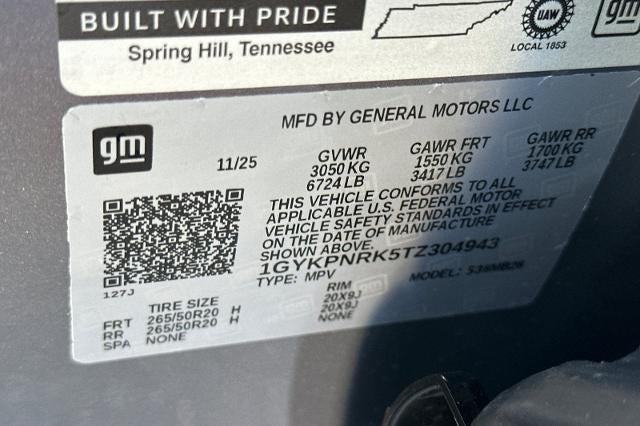 BUILT WITH PRIDE
Spring Hill, Tennessee
UAW
LOCAL 1853
gm
MFD BY GENERAL MOTORS LLC
gm
11/25
GVWR
3050 KG
6724 LB
GAWR FRT
1550 KG
3417 LB
GAWR RR
1700 KG
3747 LB
THIS VEHICLE CONFORMS TO ALL
APPLICABLE U.S. FEDERAL MOTOR
VEHICLE SAFETY STANDARDS IN EFFECT
ON THE DATE OF MANUFACTURE
SHOWN ABOVE.
1GYKPNRK5TZ304943
TYPE: MPV
MODEL: 536MB26
127J
TIRE SIZE
RIM
FRT 265/50R20 H 20X9J
RR 265/50R20 H 20X9J
SPA NONE NONE